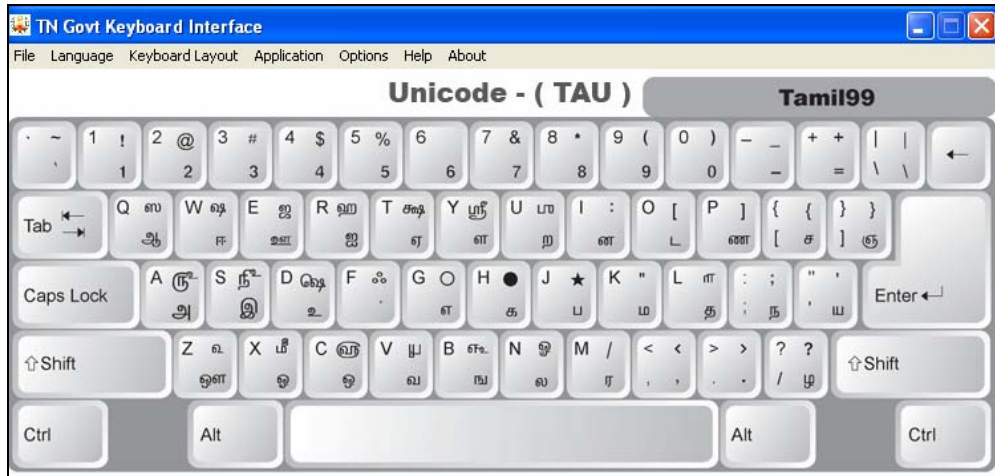 TN Govt Keyboard Interface
File Language Keyboard Layout Application Options Help About
Unicode - ( TAU ) Tamil99
` ~ 1 ! 2 @ 3 # 4 $ 5 % 6 7 & 8 * 9 ( 0 ) – _ + + | | ←
` 1 2 3 4 5 6 7 8 9 0 – = \ \
Tab Q ஸ W ஷ E ஜ R ஹ T க்ஷ Y ஸ்ரீ U I : O [ P ] { { } }
ஆ ஈ ஊ ஐ ஏ ள ற ன ட ண [ ச ] ஞ
Caps Lock A ௹ S ௺ D ௸ F ஃ G ○ H ● J ★ K " L ள : ; " ' Enter
அ இ உ எ க ப ம த ; ந ' ய
Shift Z ௳ X ௴ C ௵ V ௶ B ௷ N M / < < > > ? ? Shift
ஔ ஓ ஒ வ ங ல ர , , . . / ழ
Ctrl Alt Alt Ctrl